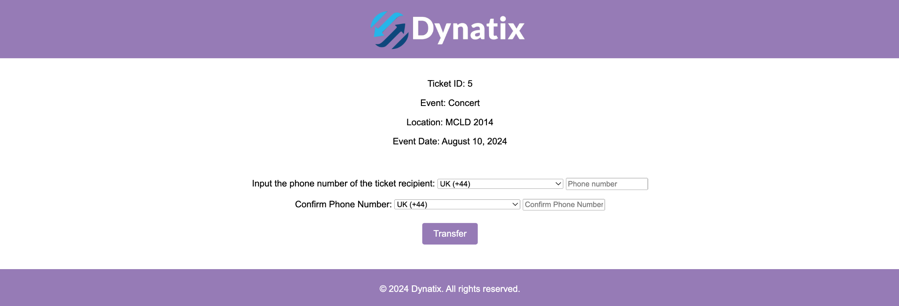 Dynatix
Ticket ID: 5
Event: Concert
Location: MCLD 2014
Event Date: August 10, 2024
Input the phone number of the ticket recipient: UK (+44) Phone number
Confirm Phone Number: UK (+44) Confirm Phone Number
Transfer
© 2024 Dynatix. All rights reserved.